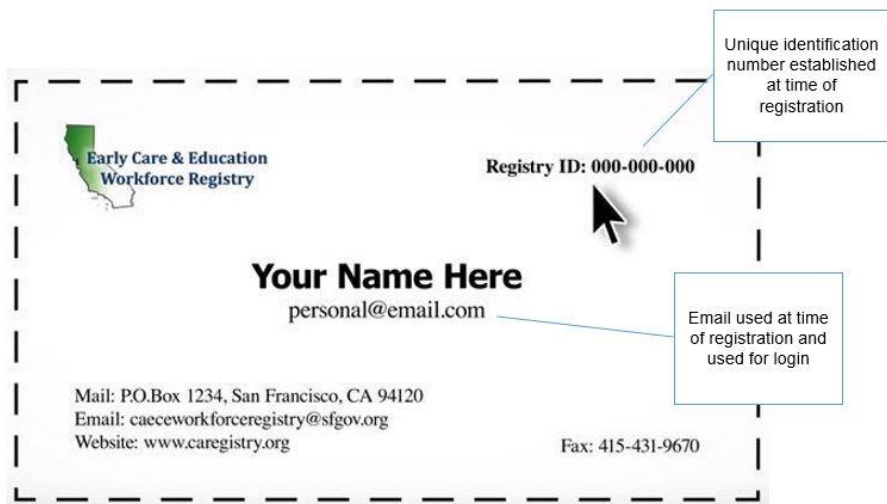 Unique identification
number established
at time of
registration
Early Care & Education
Workforce Registry
Registry ID: 000-000-000
Your Name Here
personal@email.com
Email used at time
of registration and
used for login
Mail: P.O.Box 1234, San Francisco, CA 94120
Email: caeceworkforceregistry@sfgov.org
Website: www.caregistry.org
Fax: 415-431-9670